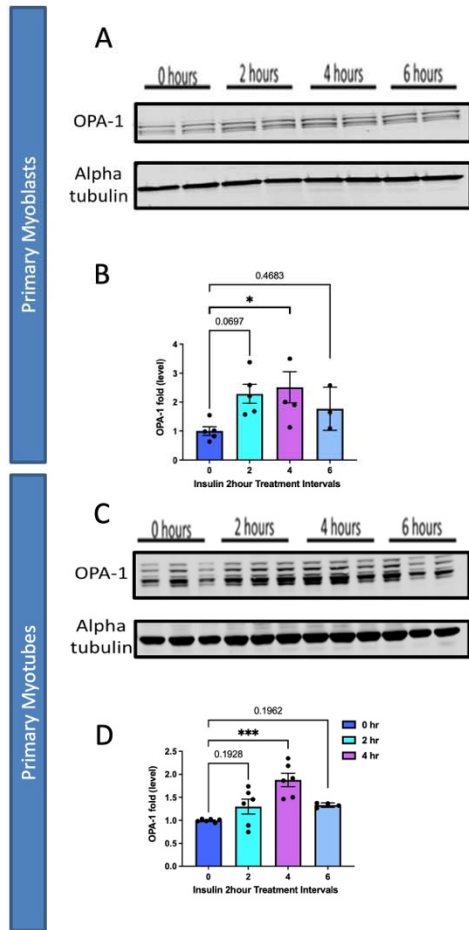 Primary Myoblasts
A
0 hours 2 hours 4 hours 6 hours
OPA-1
Alpha
tubulin
B
0.4683
*
0.0697
OPA-1 fold (level)
4
3
2
1
0
0 2 4 6
Insulin 2hour Treatment Intervals
Primary Myotubes
C
0 hours 2 hours 4 hours 6 hours
OPA-1
Alpha
tubulin
D
0.1962
***
0.1928
0 hr
2 hr
4 hr
OPA-1 fold (level)
2.5
2.0
1.5
1.0
0.5
0.0
0 2 4 6
Insulin 2hour Treatment Intervals